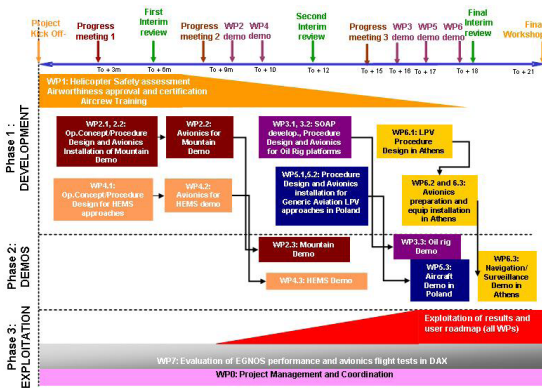 Project
Kick Off-
Progress
meeting 1
First
Interim
review
Progress
meeting 2
WP2
demo
WP4
demo
Second
Interim
review
Progress
meeting 3
WP3
demo
WP5
demo
WP6
demo
Final
Interim
review
Final
Workshop
To + 3m
To + 6m
To + 9m
To + 10
To + 12
To + 15
To + 16
To + 17
To + 18
To + 21
Phase 1 :
DEVELOPMENT
WP1: Helicopter Safety assessment
Airworthiness approval and certification
Aircrew Training
WP2.1, 2.2:
Op.Concept/Procedure
Design and Avionics
Installation of Mountain
Demo
WP2.2:
Avionics for
Mountain Demo
WP3.1, 3.2: SOAP
develop., Procedure
Design and Avionics
for Oil Rig platforms
WP6.1: LPV
Procedure
Design in Athens
WP4.1:
Op.Concept/Procedure
Design for HEMS
approaches
WP4.2:
Avionics for
HEMS demo
WP5.1,5.2: Procedure
Design and Avionics
installation for
Generic Aviation LPV
approaches in Poland
WP6.2 and 6.3:
Avionics
preparation and
equip installation in
Athens
Phase 2:
DEMOS
WP2.3: Mountain
Demo
WP4.3: HEMS Demo
WP3.3: Oil rig
Demo
WP5.3:
Aircraft
Demo in
Poland
WP6.3:
Navigation/
Surveillance
Demo in
Athens
Phase 3:
EXPLOITATION
Exploitation of results and
user roadmap (all WPs)
WP7: Evaluation of EGNOS performance and avionics flight tests in DAX
WP0: Project Management and Coordination